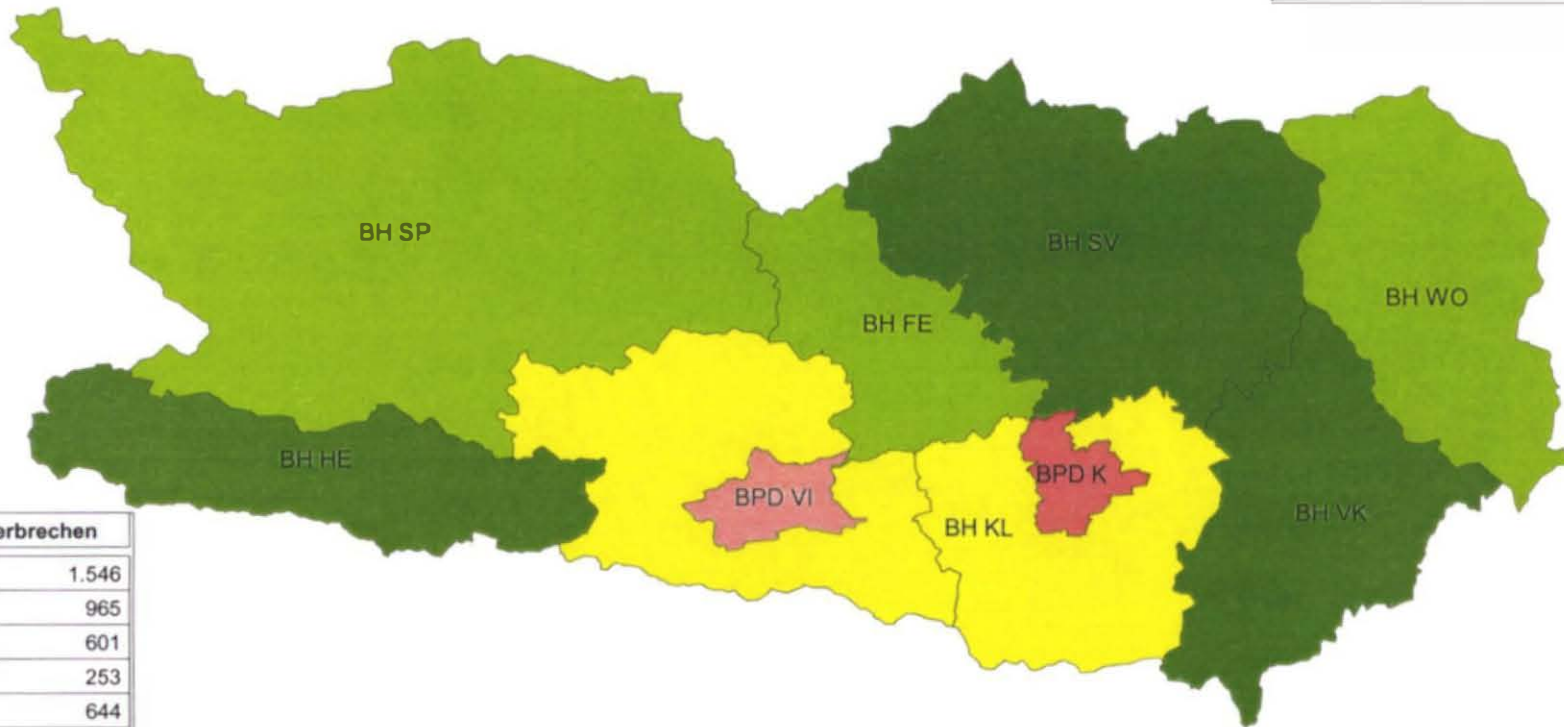 BH SP
BH SV
BH WO
BH FE
BH HE
BPD VI
BPD K
BH KL
BH VK
erbrechen
1.546
965
601
253
644